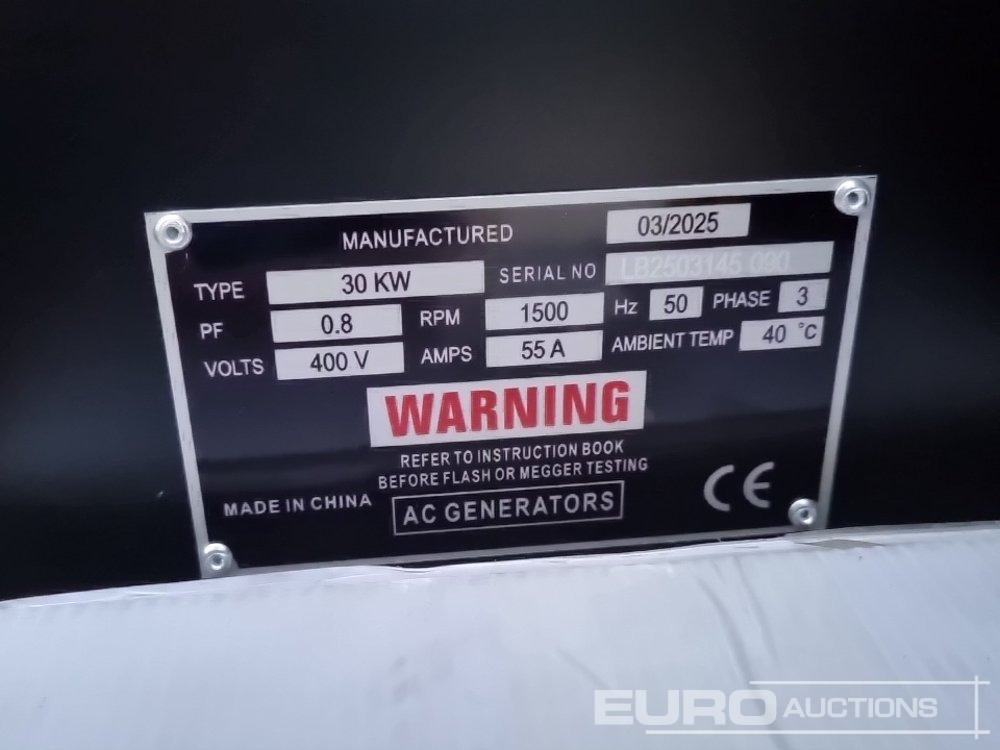 MANUFACTURED 03/2025
TYPE 30 KW SERIAL NO LB2503145 090
PF 0.8 RPM 1500 Hz 50 PHASE 3
VOLTS 400 V AMPS 55 A AMBIENT TEMP 40 °C
WARNING
REFER TO INSTRUCTION BOOK
BEFORE FLASH OR MEGGER TESTING
MADE IN CHINA AC GENERATORS CE
EURO AUCTIONS